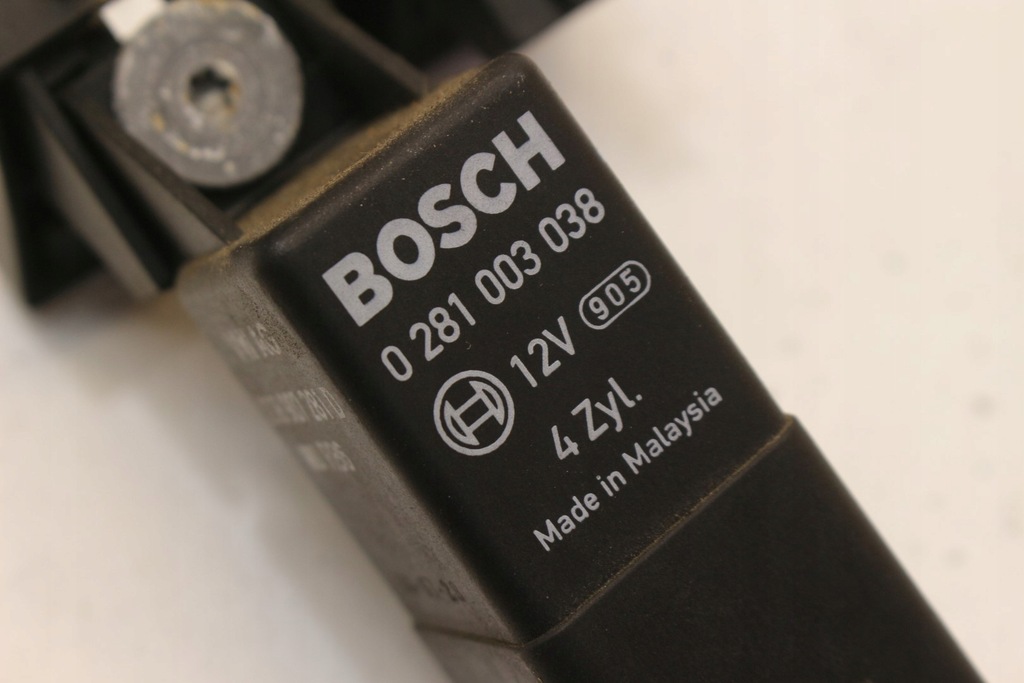 BOSCH
0 281 003 038
12V 905
4 Zyl.
Made in Malaysia